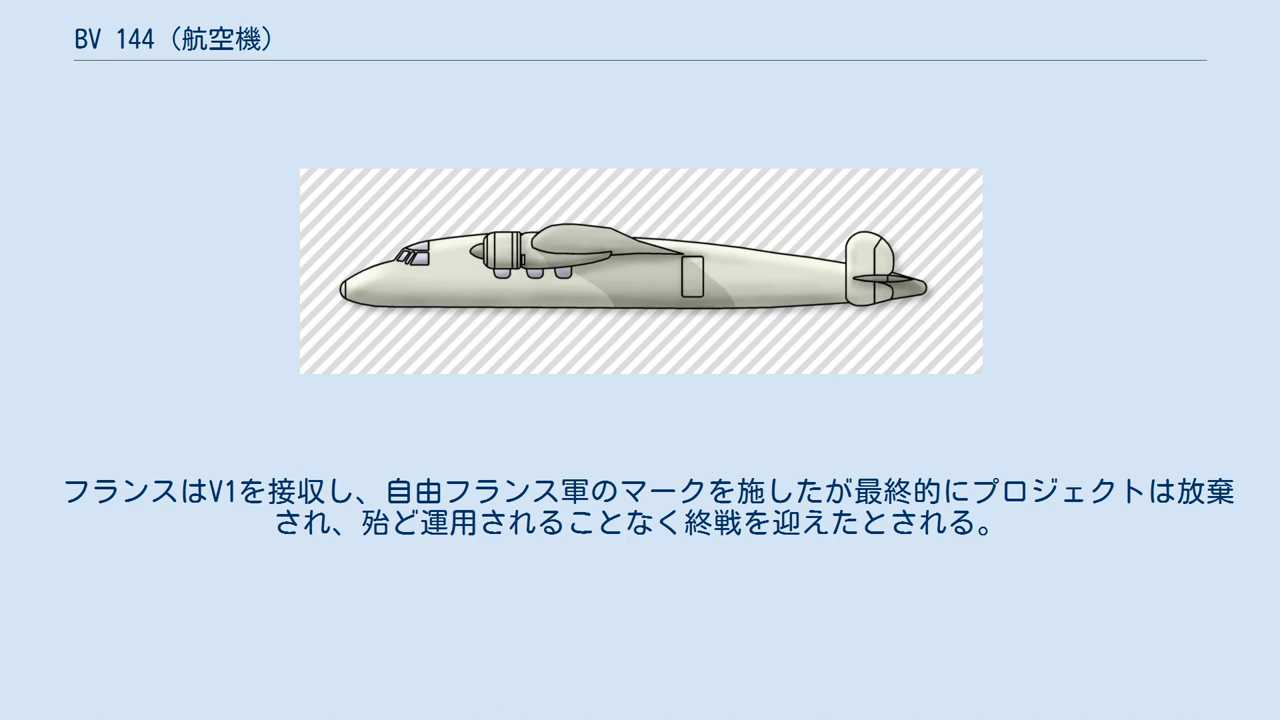 BV 144（航空機）
フランスはV1を接収し、自由フランス軍のマークを施したが最終的にプロジェクトは放棄
され、殆ど運用されることなく終戦を迎えたとされる。